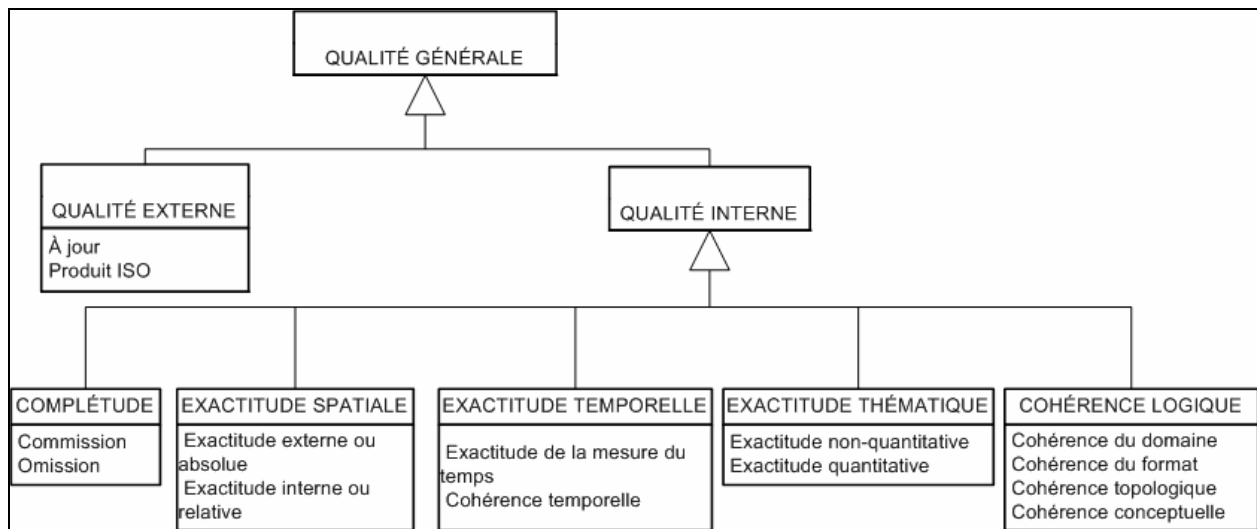 QUALITÉ GÉNÉRALE
QUALITÉ EXTERNE
À jour
Produit ISO
QUALITÉ INTERNE
COMPLÉTUDE
Commission
Omission
EXACTITUDE SPATIALE
Exactitude externe ou
absolue
Exactitude interne ou
relative
EXACTITUDE TEMPORELLE
Exactitude de la mesure du
temps
Cohérence temporelle
EXACTITUDE THÉMATIQUE
Exactitude non-quantitative
Exactitude quantitative
COHÉRENCE LOGIQUE
Cohérence du domaine
Cohérence du format
Cohérence topologique
Cohérence conceptuelle